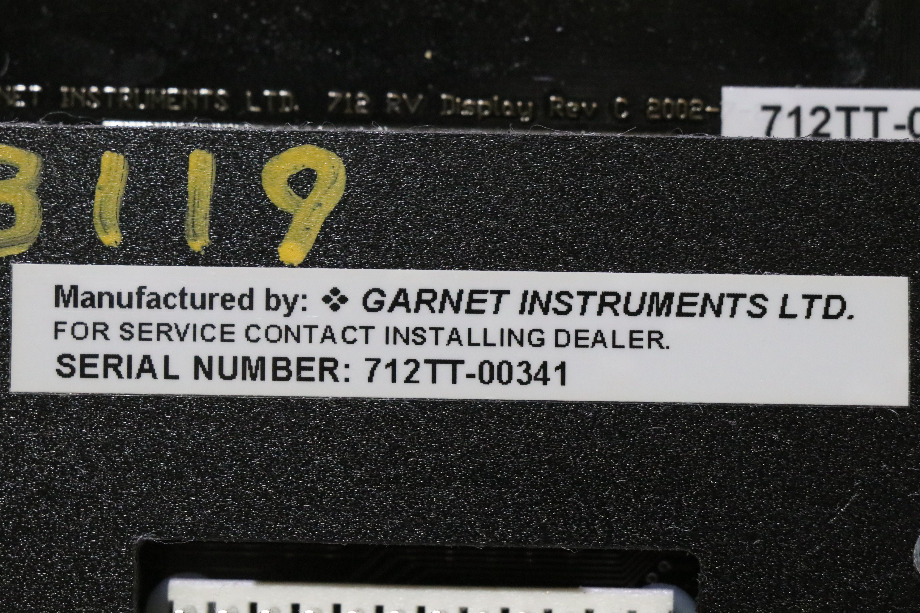 NET INSTRUMENTS LTD. 712 RV Display Rev C 2002-
712TT-0
3119
Manufactured by: ❖ GARNET INSTRUMENTS LTD.
FOR SERVICE CONTACT INSTALLING DEALER.
SERIAL NUMBER: 712TT-00341